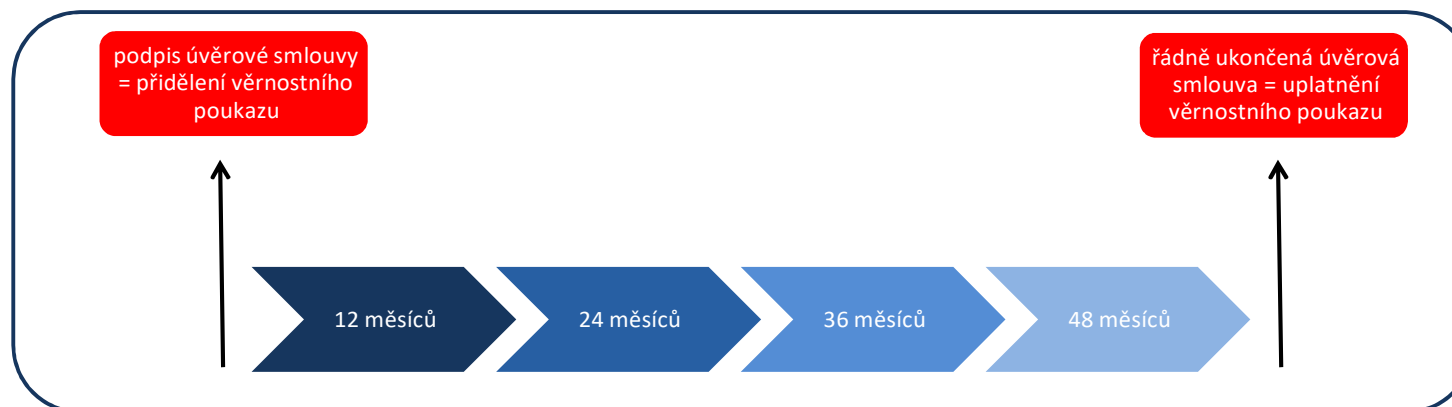 podpis úvěrové smlouvy
= přidělení věrnostního
poukazu
řádně ukončená úvěrová
smlouva = uplatnění
věrnostního poukazu
12 měsíců
24 měsíců
36 měsíců
48 měsíců